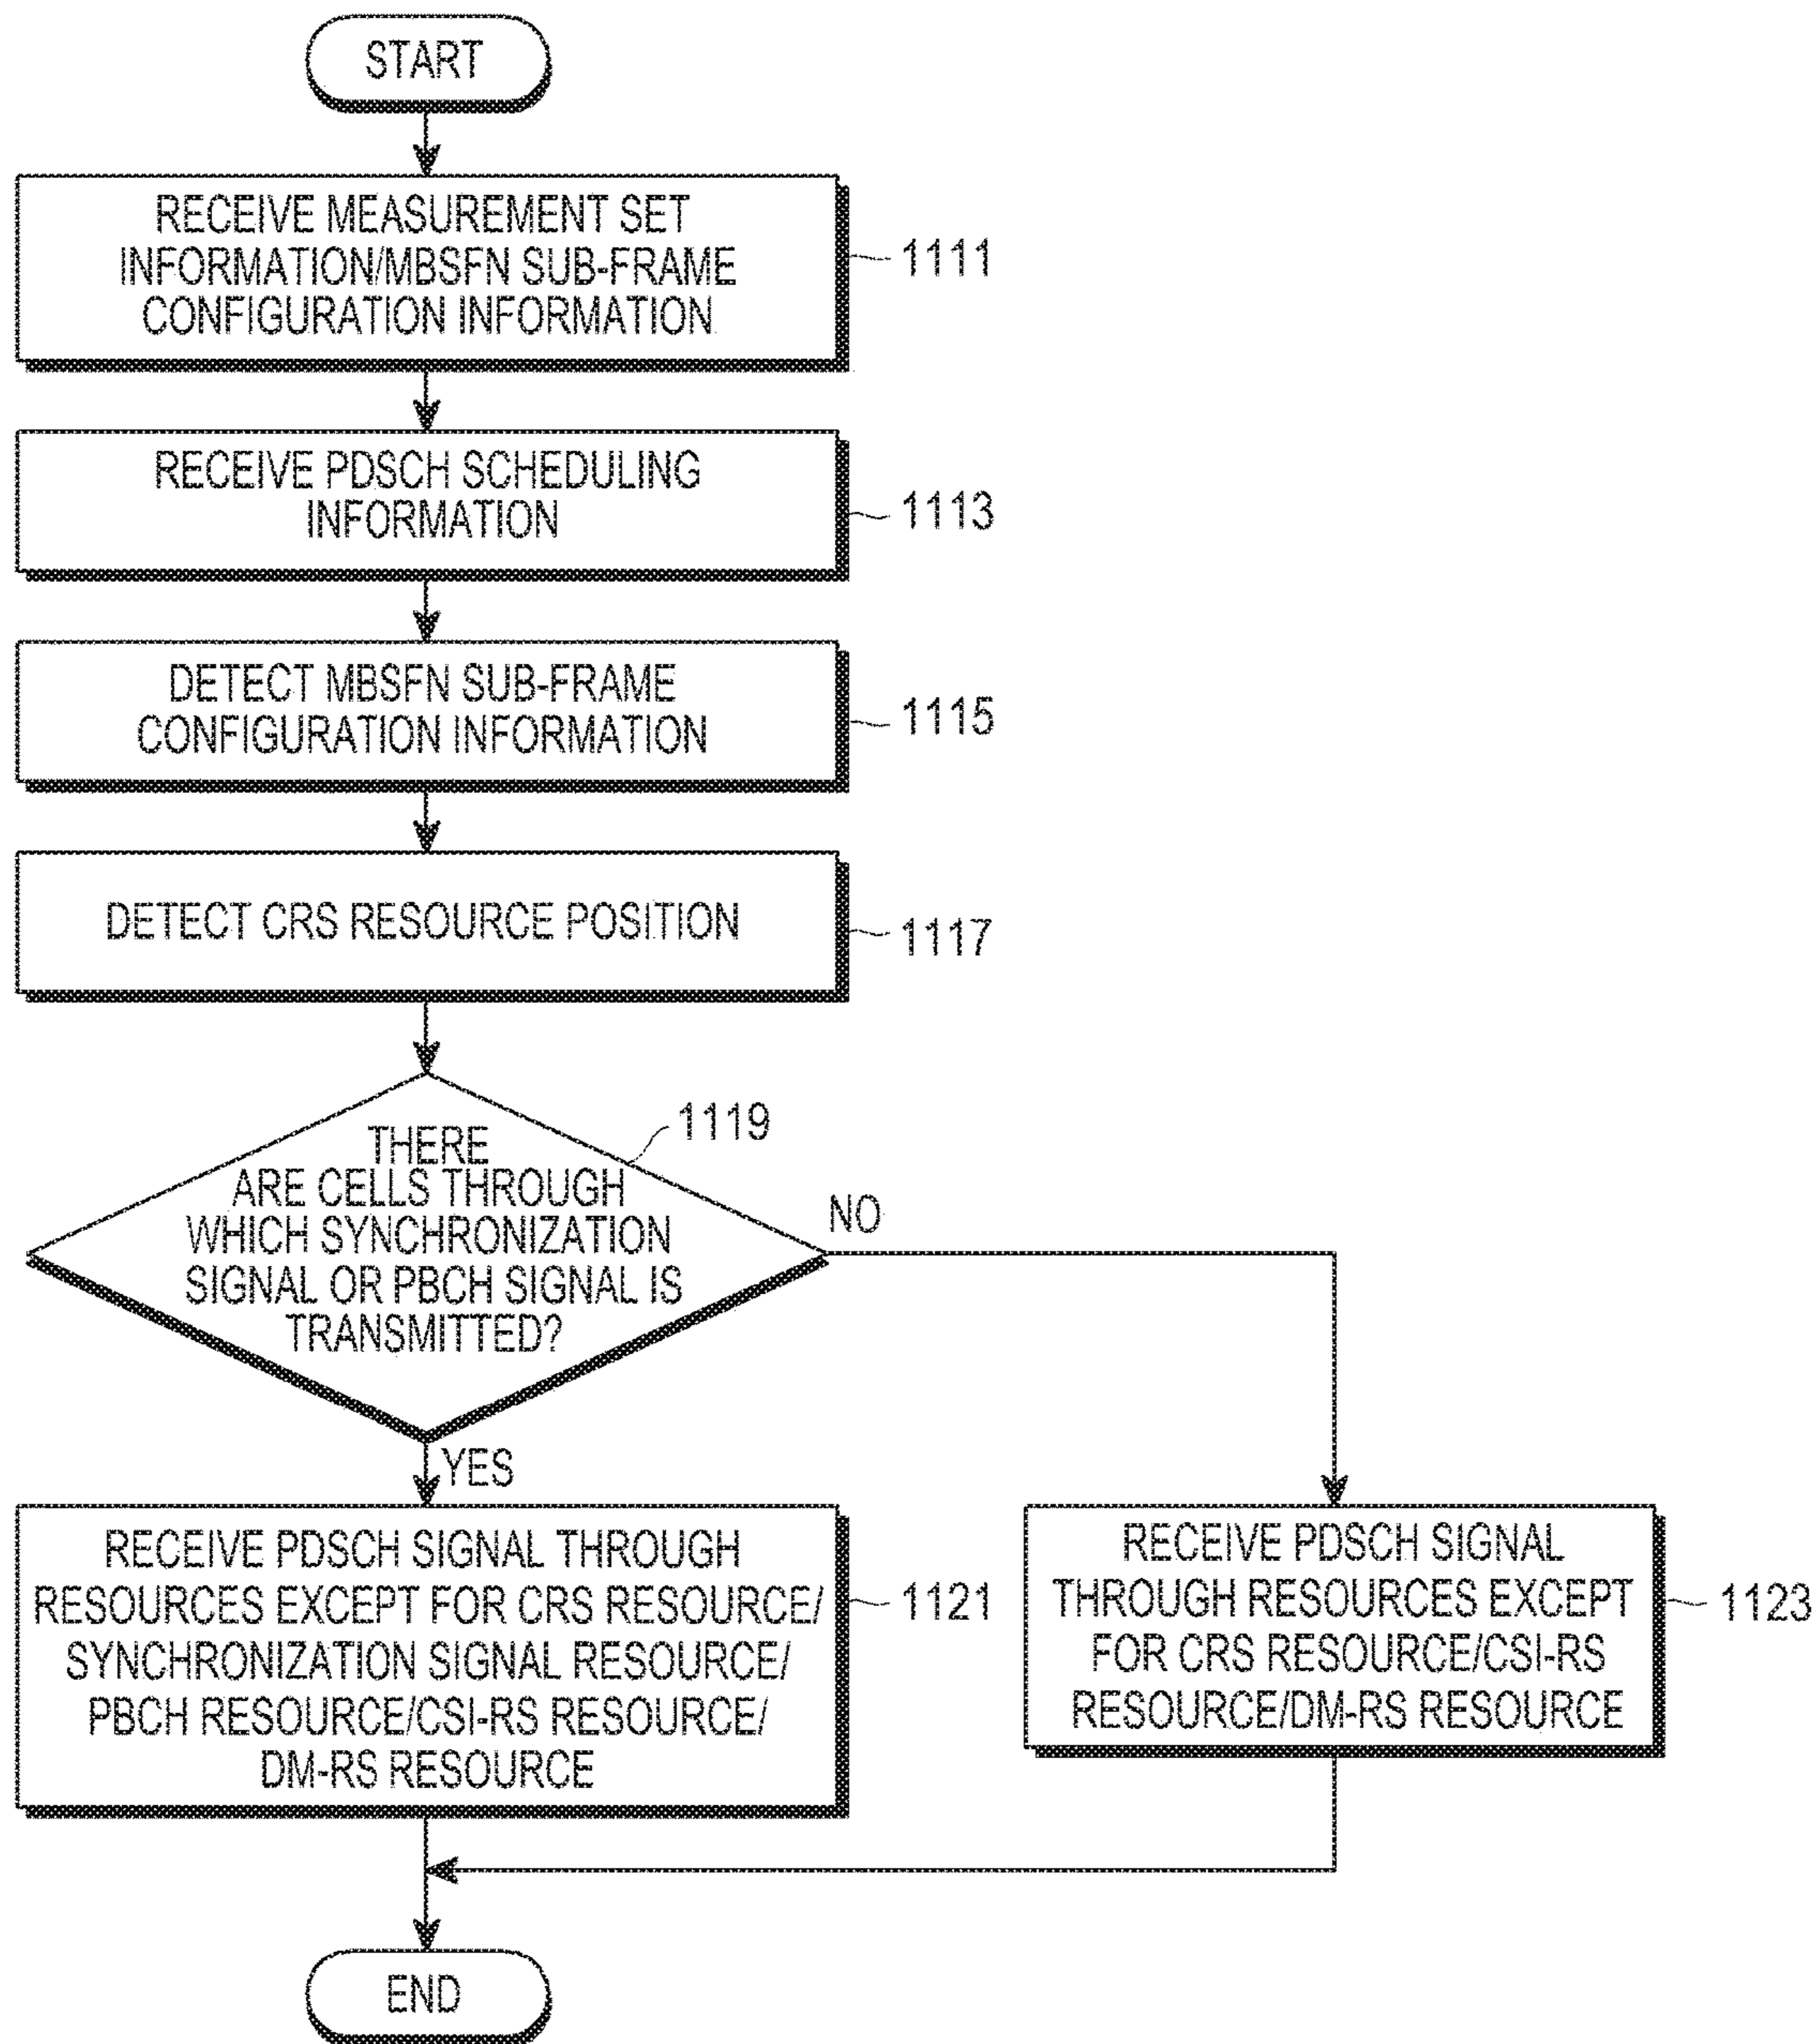 START
RECEIVE MEASUREMENT SET
INFORMATION/MBSFN SUB-FRAME
CONFIGURATION INFORMATION
1111
RECEIVE PDSCH SCHEDULING
INFORMATION
1113
DETECT MBSFN SUB-FRAME
CONFIGURATION INFORMATION
1115
DETECT CRS RESOURCE POSITION
1117
THERE
ARE CELLS THROUGH
WHICH SYNCHRONIZATION
SIGNAL OR PBCH SIGNAL IS
TRANSMITTED?
1119
NO
YES
RECEIVE PDSCH SIGNAL THROUGH
RESOURCES EXCEPT FOR CRS RESOURCE/
SYNCHRONIZATION SIGNAL RESOURCE/
PBCH RESOURCE/CSI-RS RESOURCE/
DM-RS RESOURCE
1121
RECEIVE PDSCH SIGNAL
THROUGH RESOURCES EXCEPT
FOR CRS RESOURCE/CSI-RS
RESOURCE/DM-RS RESOURCE
1123
END